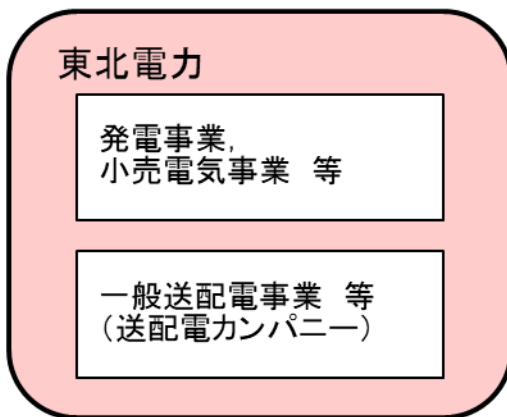 東北電力
発電事業,
小売電気事業　等
一般送配電事業　等
（送配電カンパニー）